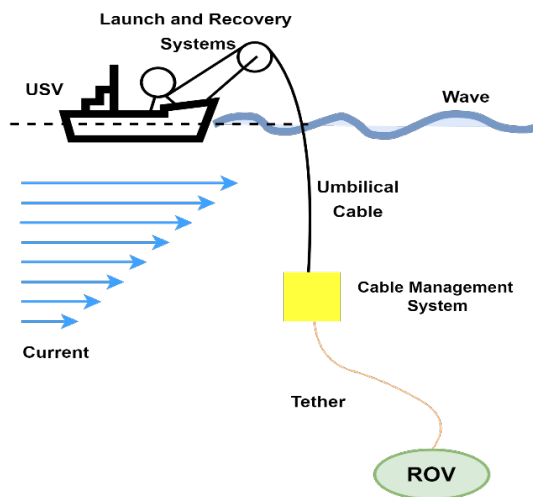 Launch and Recovery
Systems
USV
Wave
Umbilical
Cable
Cable Management
System
Current
Tether
ROV